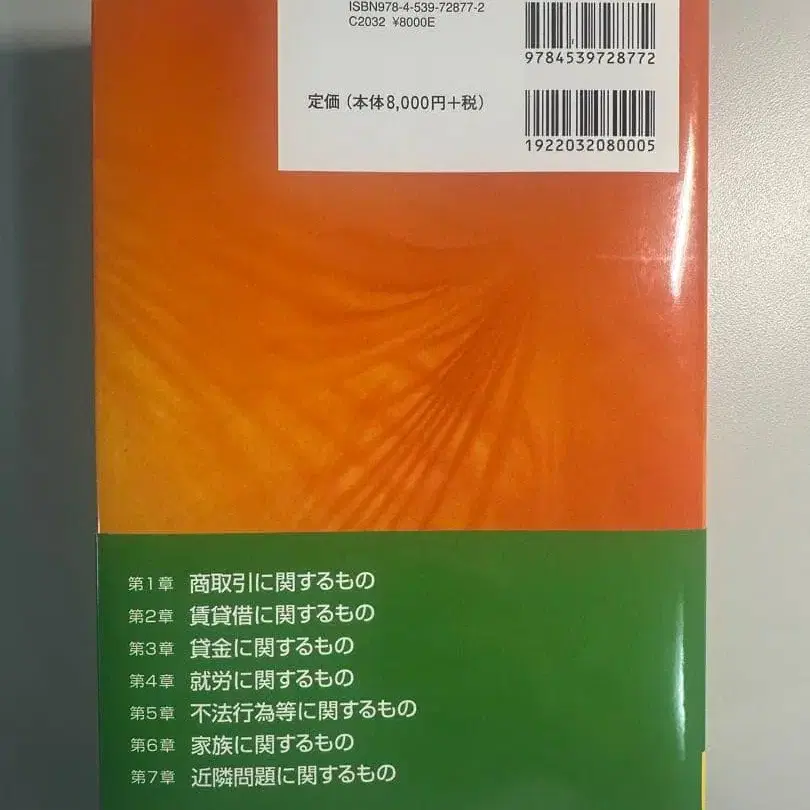 ISBN978-4-539-72877-2
C2032 ¥8000E
9784539728772
定価（本体8,000円＋税）
1922032080005
第1章 商取引に関するもの
第2章 賃貸借に関するもの
第3章 貸金に関するもの
第4章 就労に関するもの
第5章 不法行為等に関するもの
第6章 家族に関するもの
第7章 近隣問題に関するもの